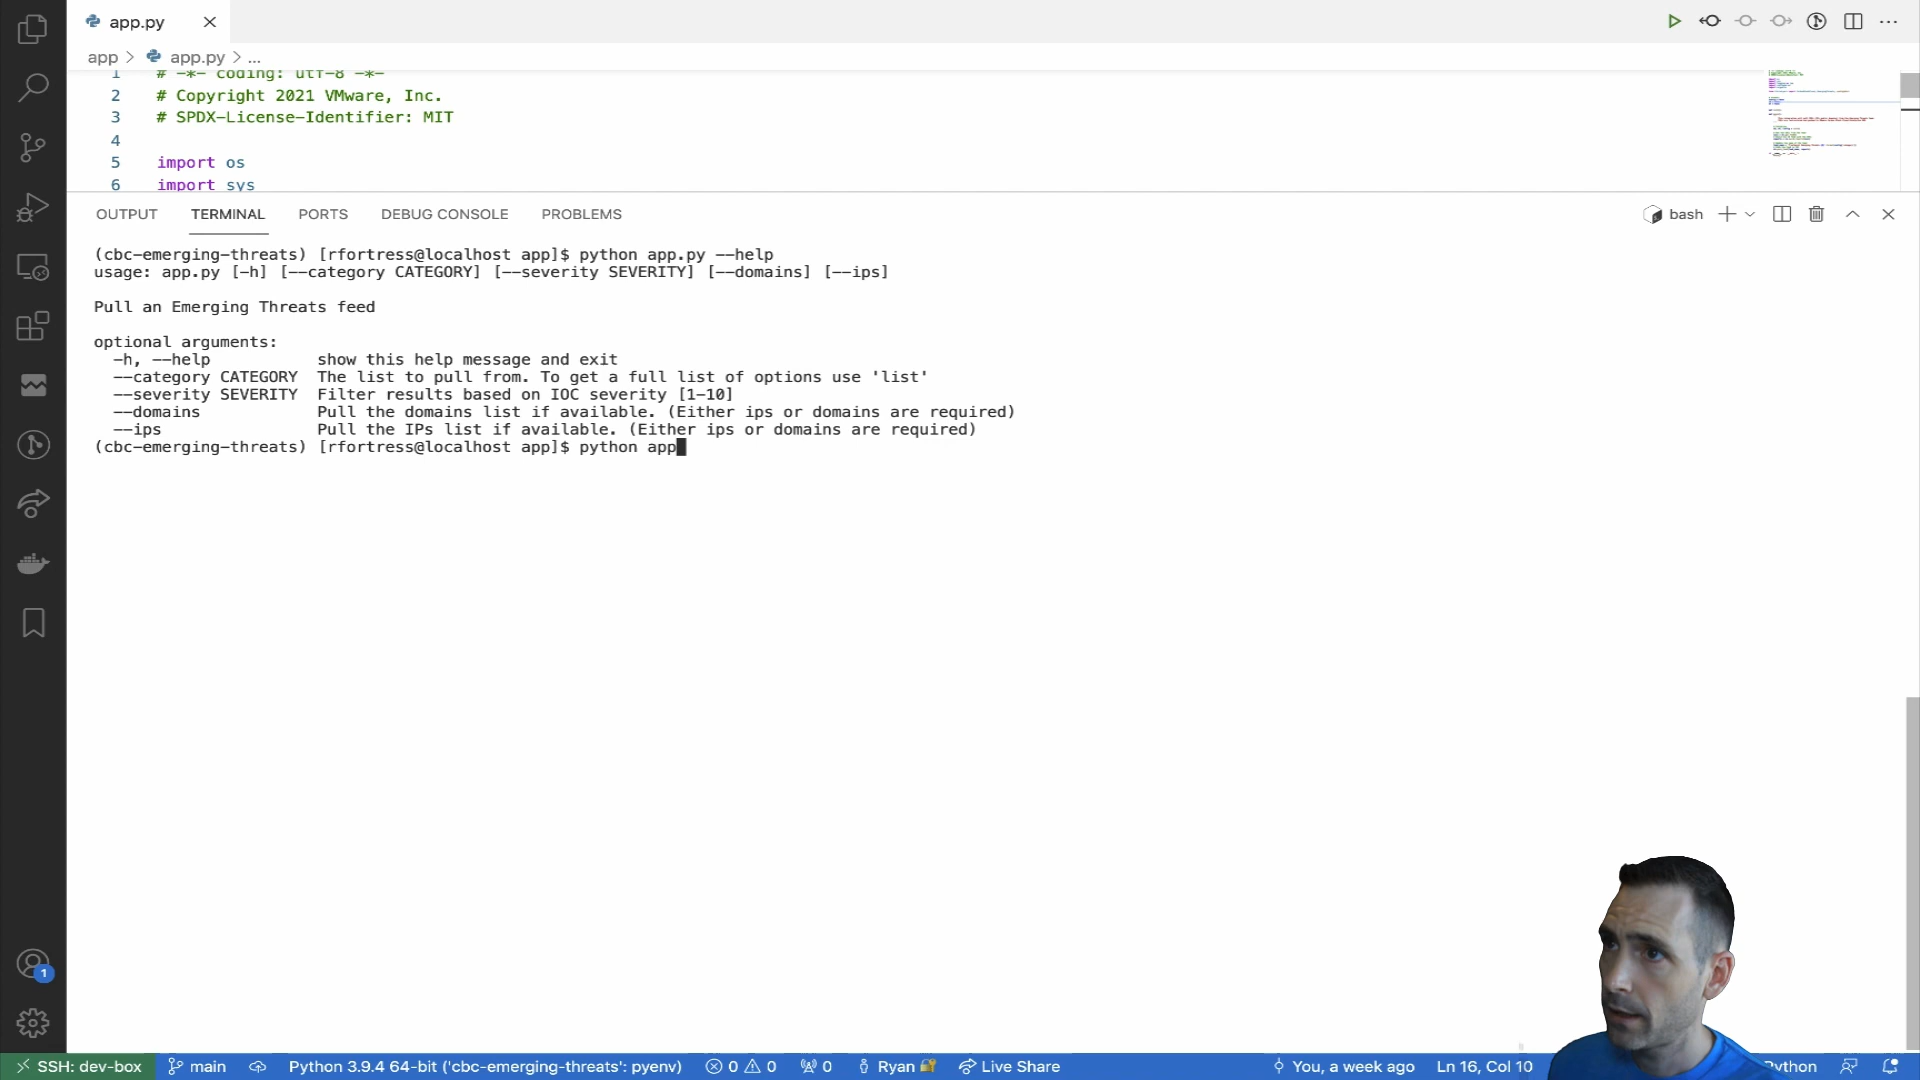 app.py
app > app.py > ...
1 # -*- coding: utf-8 -*-
2 # Copyright 2021 VMware, Inc.
3 # SPDX-License-Identifier: MIT
4
5 import os
6 import sys
OUTPUT TERMINAL PORTS DEBUG CONSOLE PROBLEMS bash
(cbc-emerging-threats) [rfortress@localhost app]$ python app.py --help
usage: app.py [-h] [--category CATEGORY] [--severity SEVERITY] [--domains] [--ips]
Pull an Emerging Threats feed
optional arguments:
-h, --help show this help message and exit
--category CATEGORY The list to pull from. To get a full list of options use 'list'
--severity SEVERITY Filter results based on IOC severity [1-10]
--domains Pull the domains list if available. (Either ips or domains are required)
--ips Pull the IPs list if available. (Either ips or domains are required)
(cbc-emerging-threats) [rfortress@localhost app]$ python app
1
SSH: dev-box main Python 3.9.4 64-bit ('cbc-emerging-threats': pyenv) 0 0 0 Ryan Live Share You, a week ago Ln 16, Col 10 Python